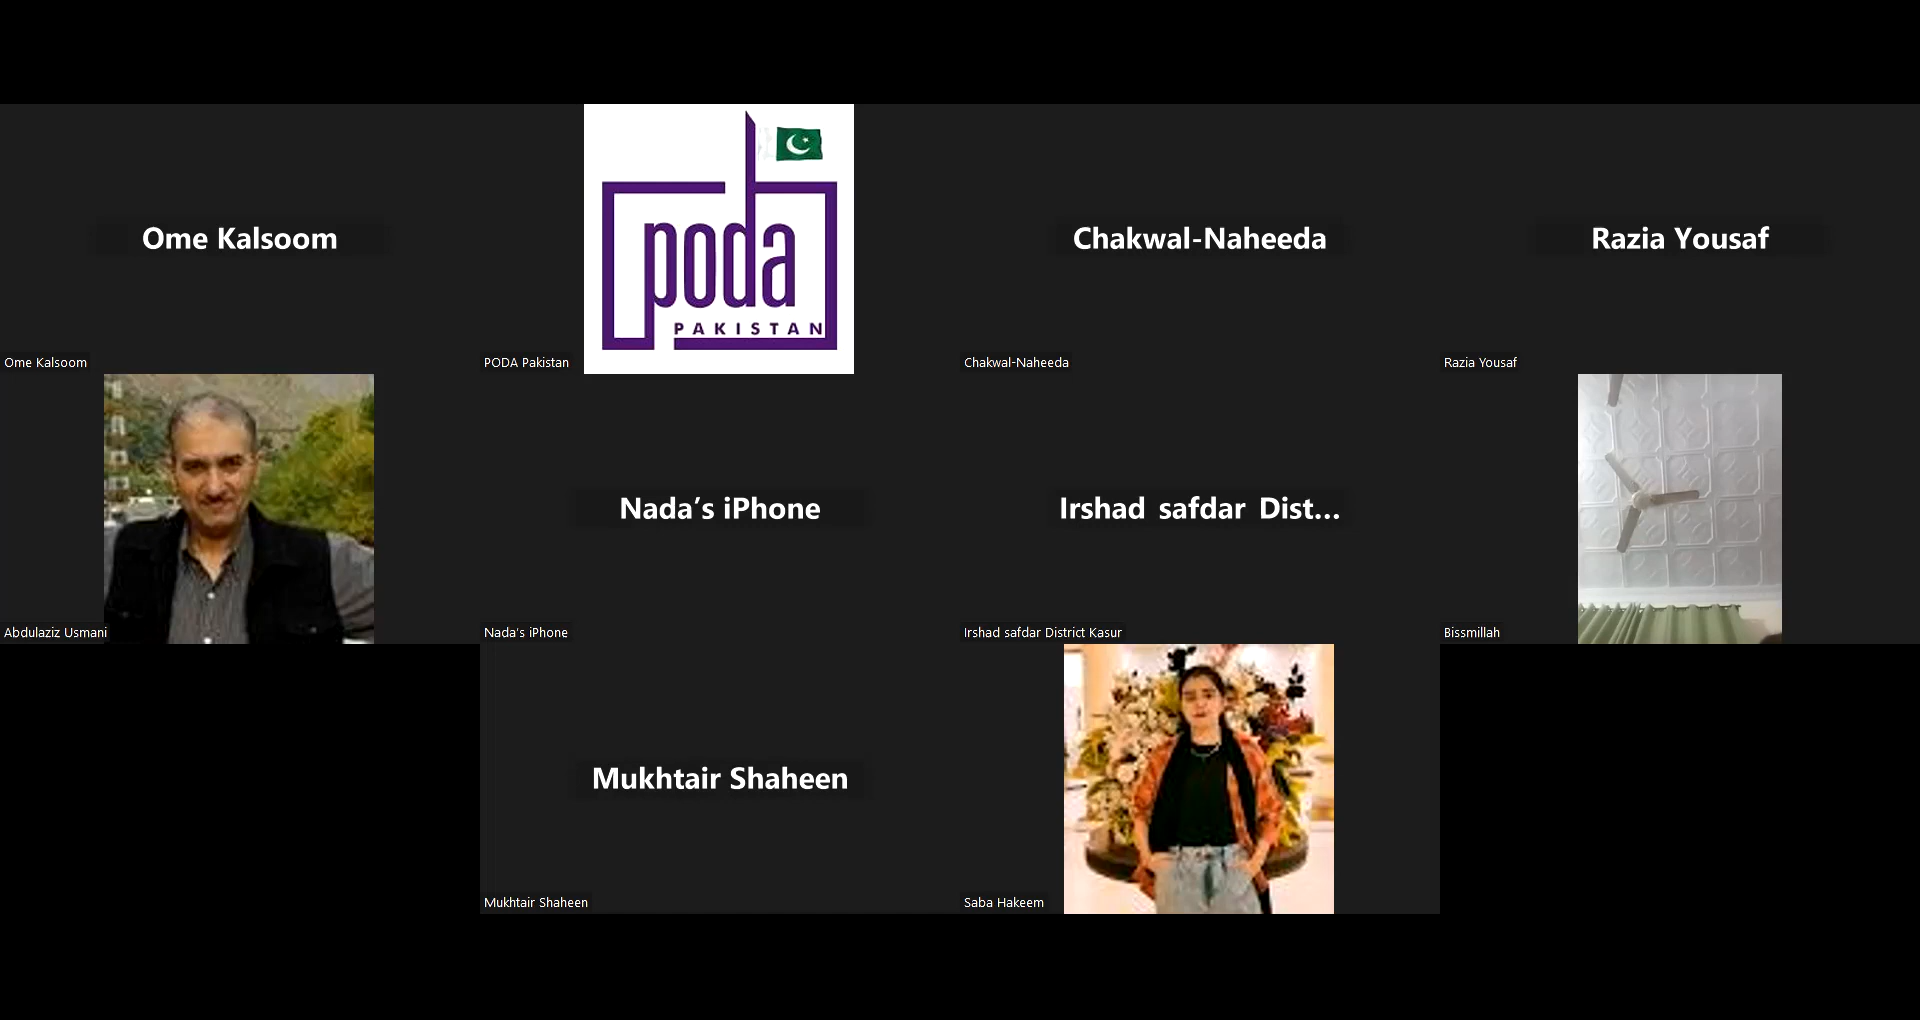 Ome Kalsoom
Ome Kalsoom
poda
PAKISTAN
PODA Pakistan
Chakwal-Naheeda
Chakwal-Naheeda
Razia Yousaf
Razia Yousaf
Abdulaziz Usmani
Nada's iPhone
Nada's iPhone
Irshad safdar Dist...
Irshad safdar District Kasur
Bissmillah
Mukhtair Shaheen
Mukhtair Shaheen
Saba Hakeem